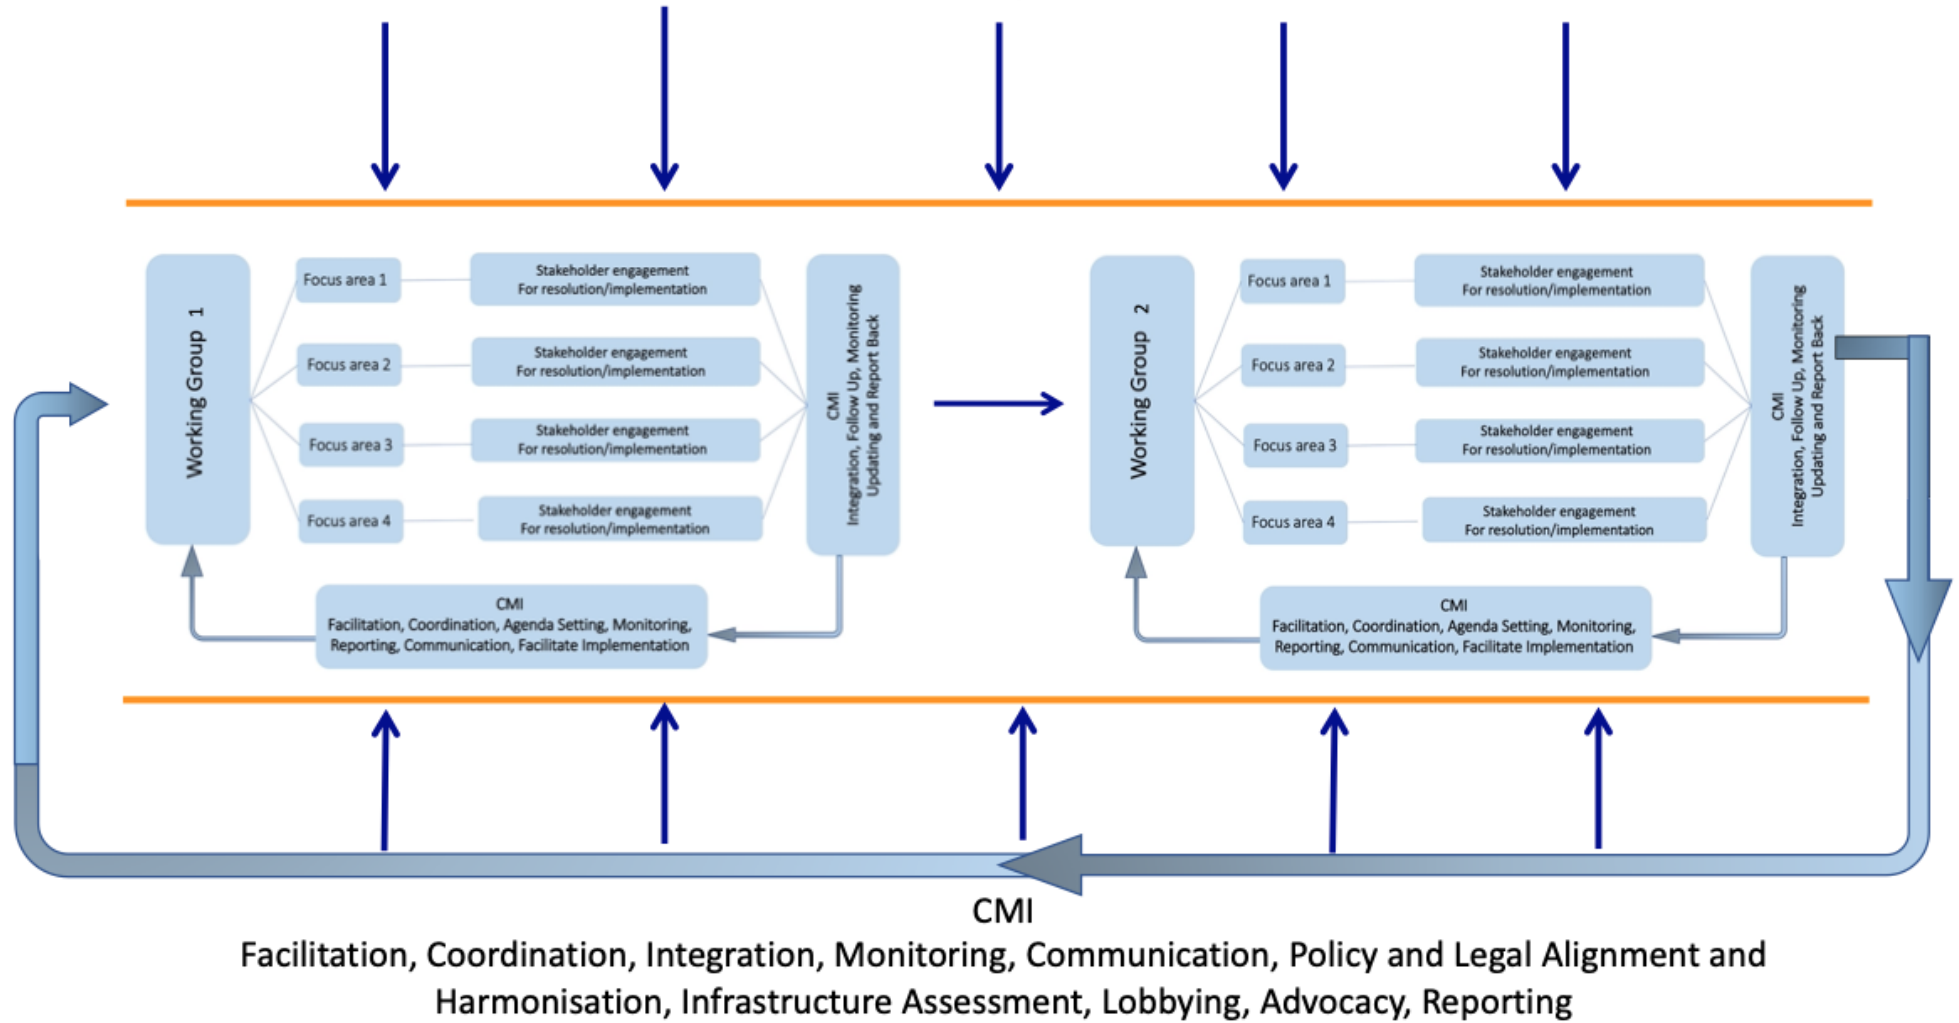 Working Group 1
Focus area 1
Stakeholder engagement
For resolution/implementation
Focus area 2
Stakeholder engagement
For resolution/implementation
Focus area 3
Stakeholder engagement
For resolution/implementation
Focus area 4
Stakeholder engagement
For resolution/implementation
CMI
Integration, Follow Up, Monitoring
Updating and Report Back
CMI
Facilitation, Coordination, Agenda Setting, Monitoring,
Reporting, Communication, Facilitate Implementation
Working Group 2
Focus area 1
Stakeholder engagement
For resolution/implementation
Focus area 2
Stakeholder engagement
For resolution/implementation
Focus area 3
Stakeholder engagement
For resolution/implementation
Focus area 4
Stakeholder engagement
For resolution/implementation
CMI
Integration, Follow Up, Monitoring
Updating and Report Back
CMI
Facilitation, Coordination, Agenda Setting, Monitoring,
Reporting, Communication, Facilitate Implementation
CMI
Facilitation, Coordination, Integration, Monitoring, Communication, Policy and Legal Alignment and
Harmonisation, Infrastructure Assessment, Lobbying, Advocacy, Reporting